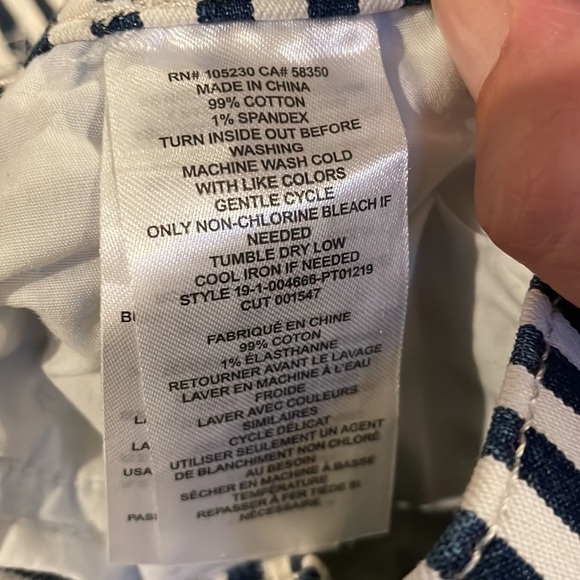 RN# 105230 CA# 58350
MADE IN CHINA
99% COTTON
1% SPANDEX
TURN INSIDE OUT BEFORE
WASHING
MACHINE WASH COLD
WITH LIKE COLORS
GENTLE CYCLE
ONLY NON-CHLORINE BLEACH IF
NEEDED
TUMBLE DRY LOW
COOL IRON IF NEEDED
STYLE 19-1-004666-PT01219
CUT 001547
FABRIQUÉ EN CHINE
99% COTON
1% ÉLASTHANNE
RETOURNER AVANT LE LAVAGE
LAVER EN MACHINE À L'EAU
FROIDE
LAVER AVEC COULEURS
SIMILAIRES
CYCLE DÉLICAT
UTILISER SEULEMENT UN AGENT
DE BLANCHIMENT NON CHLORÉ
AU BESOIN
SÉCHER EN MACHINE À BASSE
TEMPÉRATURE
REPASSER À FER TIÈDE SI
NÉCESSAIRE
USA